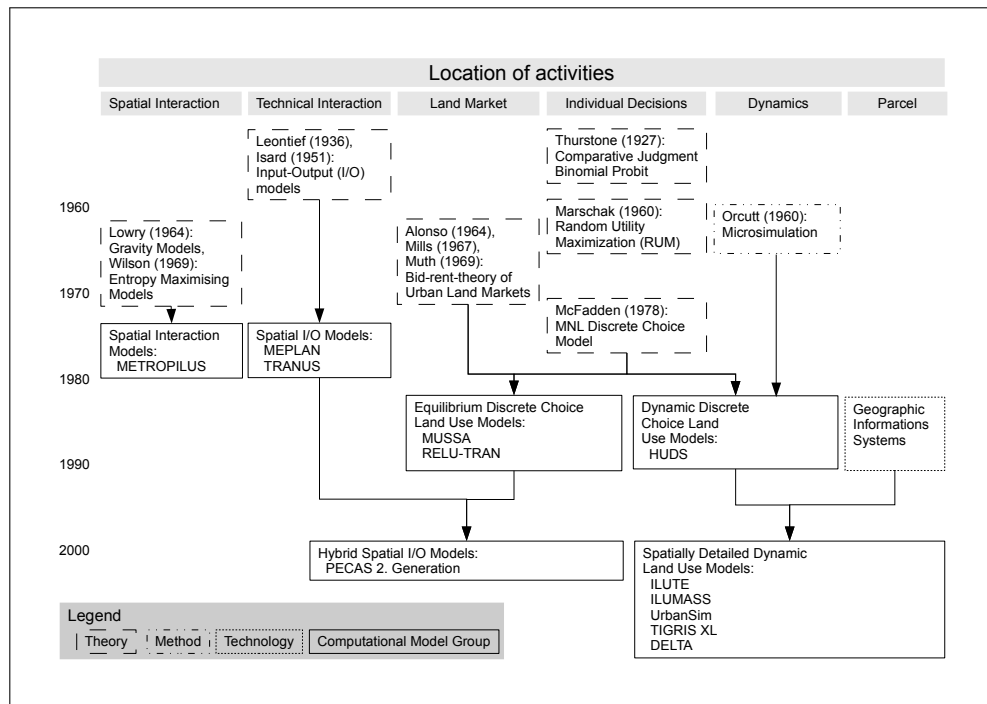 Location of activities
Spatial Interaction
Technical Interaction
Land Market
Individual Decisions
Dynamics
Parcel
1960
1970
1980
1990
2000
Leontief (1936),
Isard (1951):
Input-Output (I/O)
models
Thurstone (1927):
Comparative Judgment
Binomial Probit
Lowry (1964):
Gravity Models,
Wilson (1969):
Entropy Maximising
Models
Alonso (1964),
Mills (1967),
Muth (1969):
Bid-rent-theory of
Urban Land Markets
Marschak (1960):
Random Utility
Maximization (RUM)
Orcutt (1960):
Microsimulation
McFadden (1978):
MNL Discrete Choice
Model
Spatial Interaction
Models:
METROPILUS
Spatial I/O Models:
MEPLAN
TRANUS
Equilibrium Discrete Choice
Land Use Models:
MUSSA
RELU-TRAN
Dynamic Discrete
Choice Land
Use Models:
HUDS
Geographic
Informations
Systems
Hybrid Spatial I/O Models:
PECAS 2. Generation
Spatially Detailed Dynamic
Land Use Models:
ILUTE
ILUMASS
UrbanSim
TIGRIS XL
DELTA
Legend
Theory
Method
Technology
Computational Model Group